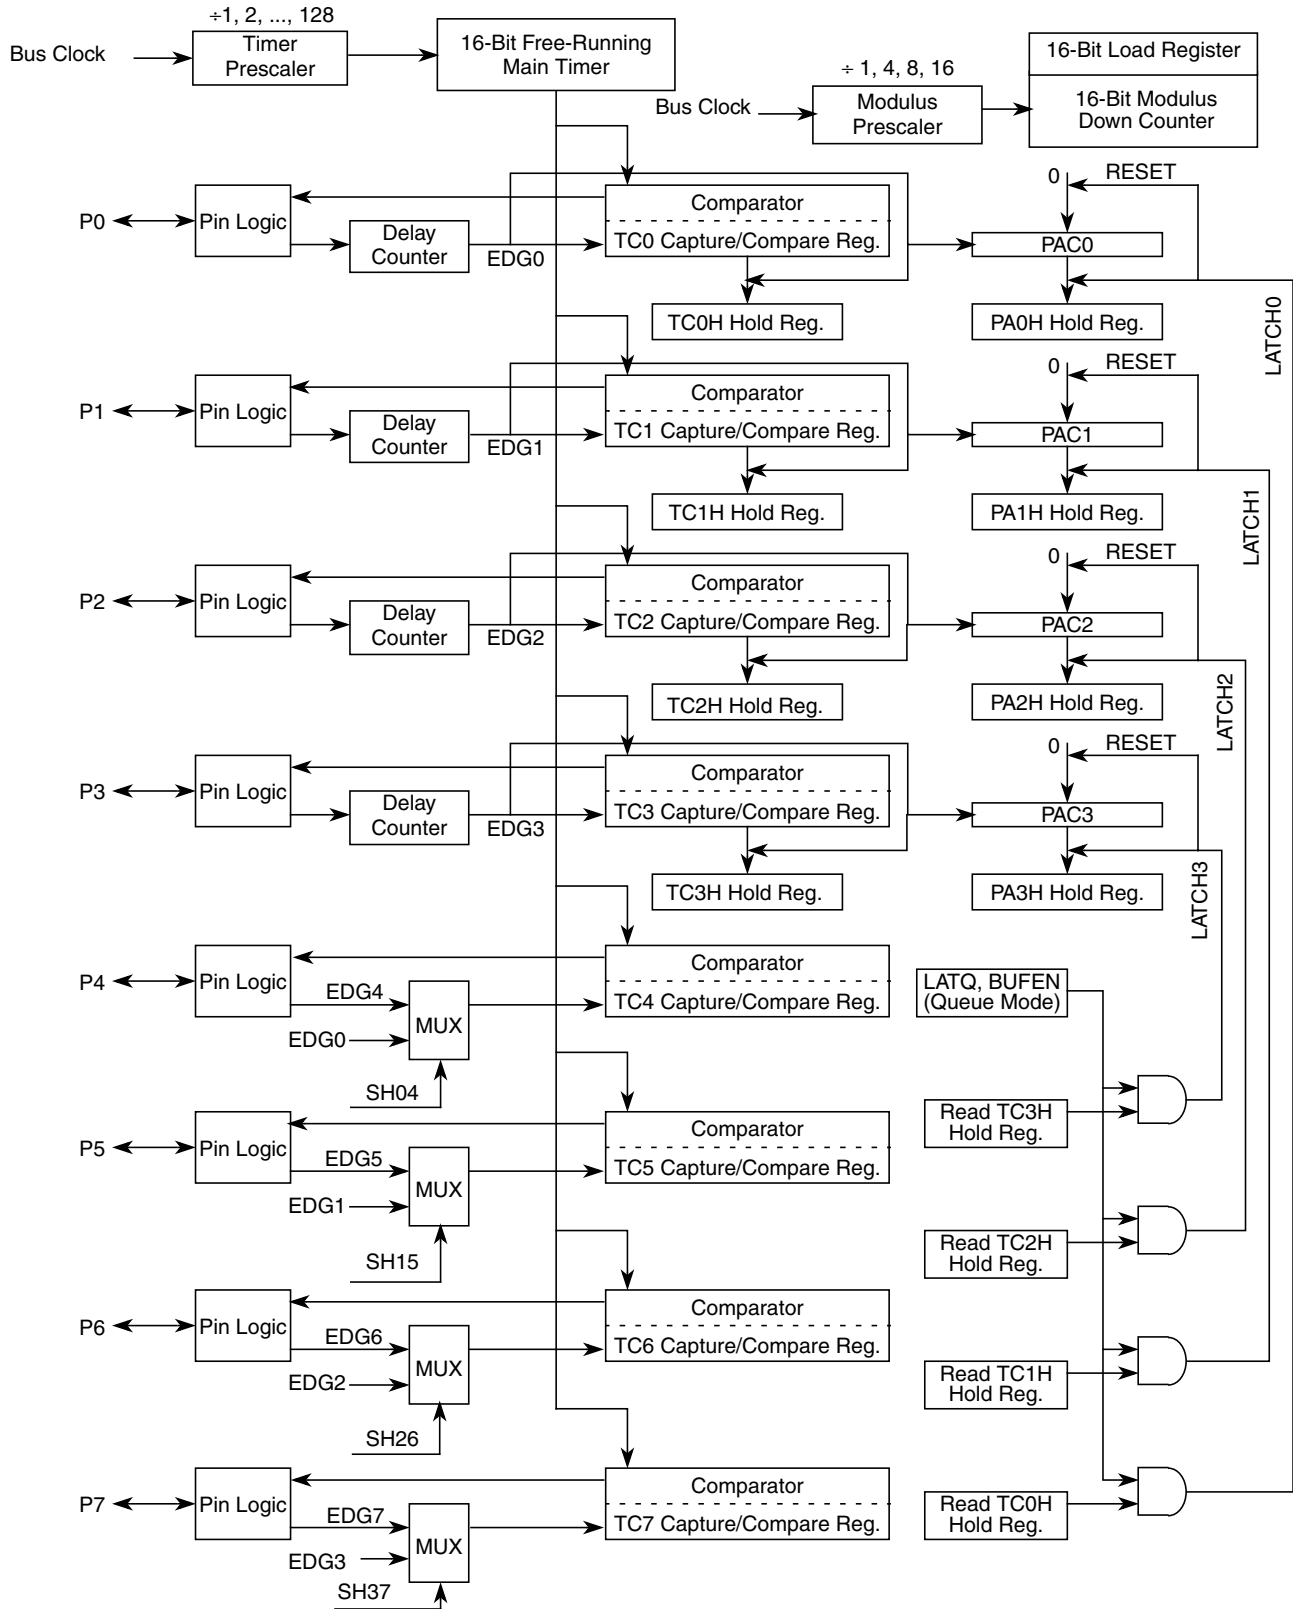 ÷1, 2, ..., 128
Bus Clock
Timer
Prescaler
16-Bit Free-Running
Main Timer
÷ 1, 4, 8, 16
Bus Clock
Modulus
Prescaler
16-Bit Load Register
16-Bit Modulus
Down Counter
P0
Pin Logic
Delay
Counter
EDG0
Comparator
TC0 Capture/Compare Reg.
TC0H Hold Reg.
0
RESET
PAC0
PA0H Hold Reg.
LATCH0
P1
Pin Logic
Delay
Counter
EDG1
Comparator
TC1 Capture/Compare Reg.
TC1H Hold Reg.
0
RESET
PAC1
PA1H Hold Reg.
LATCH1
P2
Pin Logic
Delay
Counter
EDG2
Comparator
TC2 Capture/Compare Reg.
TC2H Hold Reg.
0
RESET
PAC2
PA2H Hold Reg.
LATCH2
P3
Pin Logic
Delay
Counter
EDG3
Comparator
TC3 Capture/Compare Reg.
TC3H Hold Reg.
0
RESET
PAC3
PA3H Hold Reg.
LATCH3
P4
Pin Logic
EDG4
EDG0
MUX
SH04
Comparator
TC4 Capture/Compare Reg.
LATQ, BUFEN
(Queue Mode)
P5
Pin Logic
EDG5
EDG1
MUX
SH15
Comparator
TC5 Capture/Compare Reg.
Read TC3H
Hold Reg.
Read TC2H
Hold Reg.
P6
Pin Logic
EDG6
EDG2
MUX
SH26
Comparator
TC6 Capture/Compare Reg.
Read TC1H
Hold Reg.
P7
Pin Logic
EDG7
EDG3
MUX
SH37
Comparator
TC7 Capture/Compare Reg.
Read TC0H
Hold Reg.